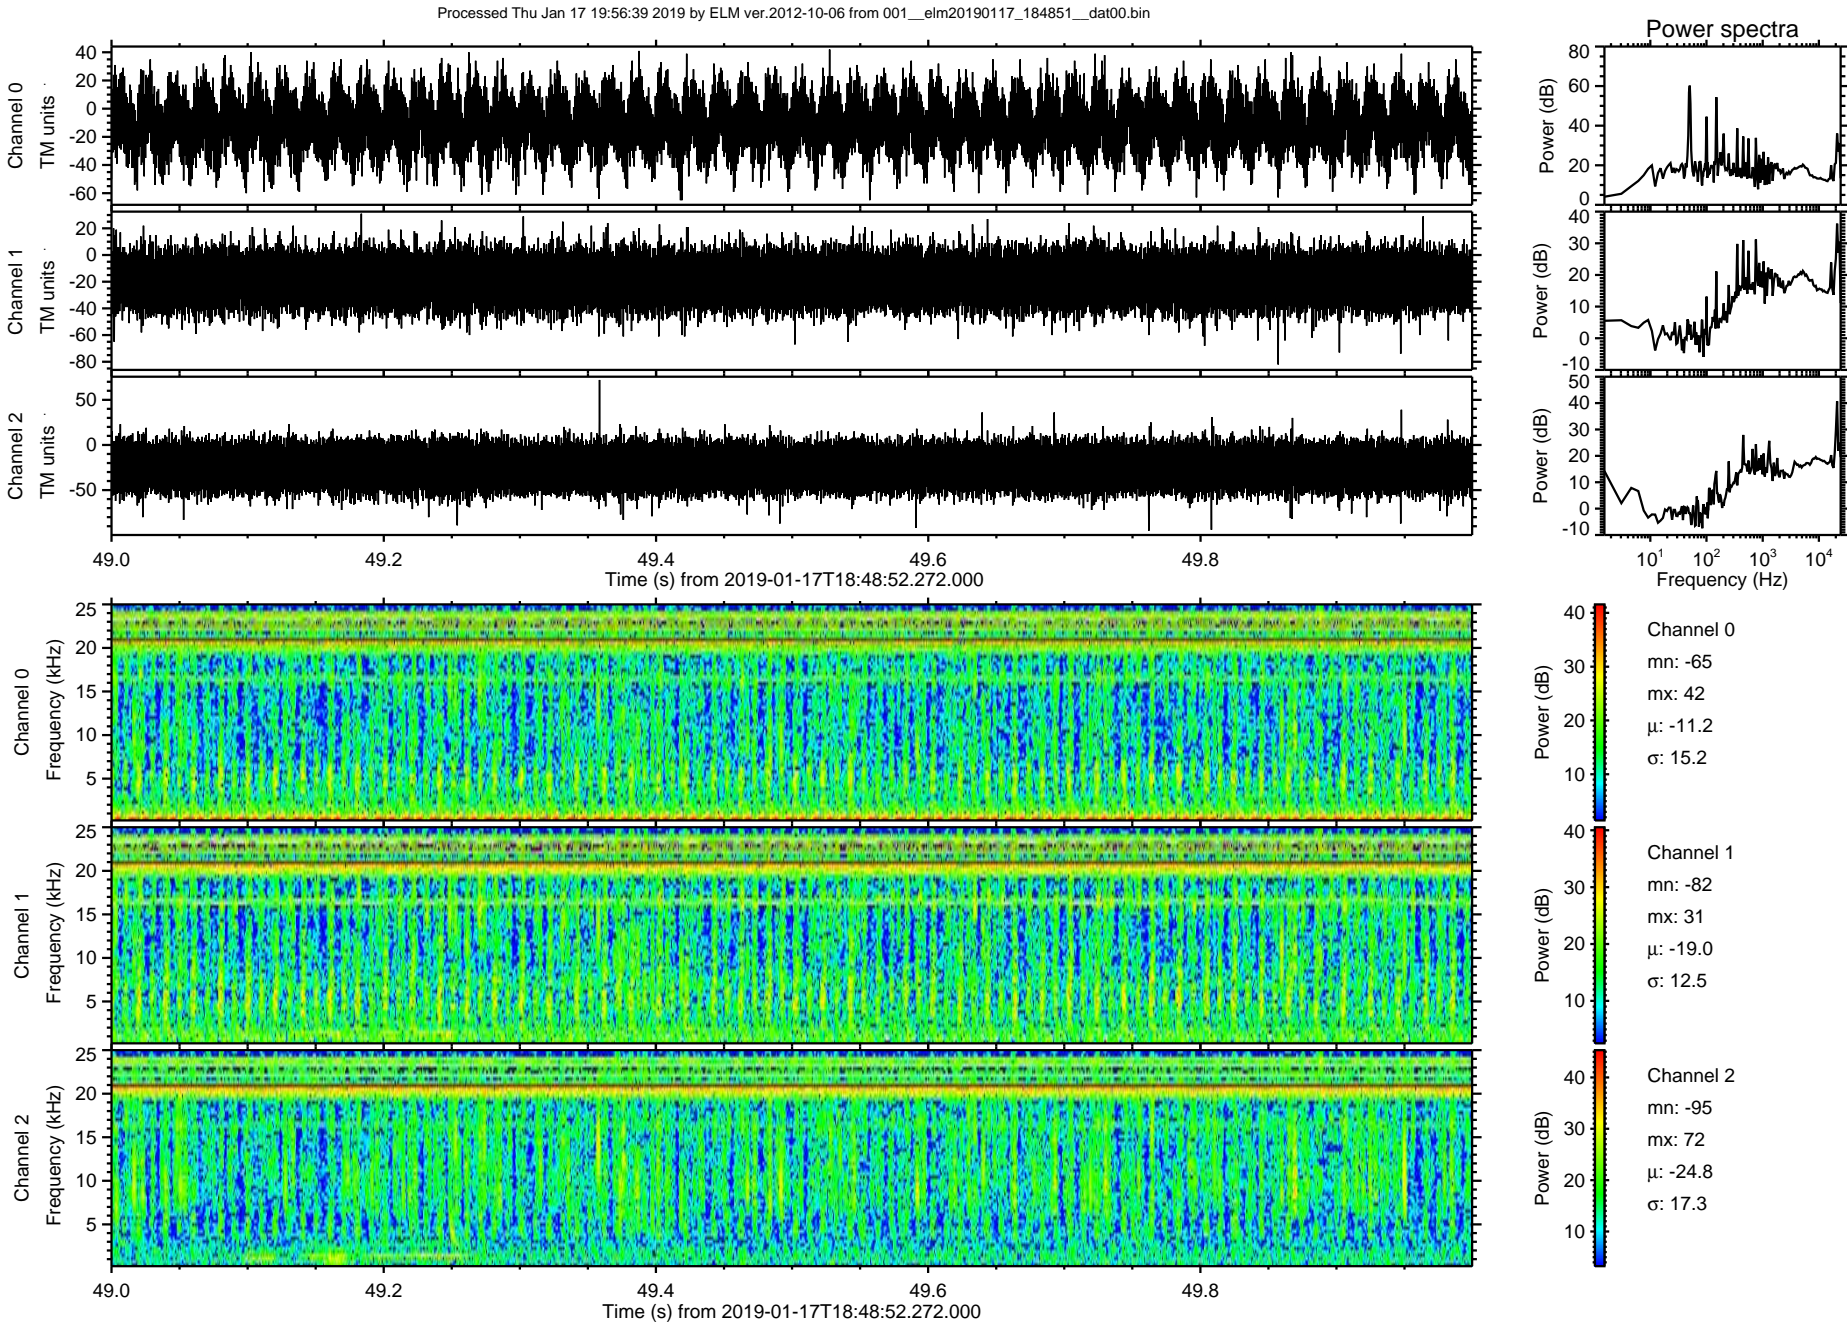 Processed Thu Jan 17 19:56:39 2019 by ELM ver.2012-10-06 from 001__elm20190117_184851__dat00.bin
Power spectra
Channel 0
TM units
40
20
0
-20
-40
-60
Power (dB)
80
60
40
20
0
Channel 1
TM units
20
0
-20
-40
-60
-80
Power (dB)
40
30
20
10
0
-10
Channel 2
TM units
50
0
-50
Power (dB)
50
40
30
20
10
0
-10
49.0 49.2 49.4 49.6 49.8
Time (s) from 2019-01-17T18:48:52.272.000
10^1 10^2 10^3 10^4
Frequency (Hz)
Channel 0
Frequency (kHz)
25
20
15
10
5
Power (dB)
40
30
20
10
Channel 0
mn: -65
mx: 42
μ: -11.2
σ: 15.2
Channel 1
Frequency (kHz)
25
20
15
10
5
Power (dB)
40
30
20
10
Channel 1
mn: -82
mx: 31
μ: -19.0
σ: 12.5
Channel 2
Frequency (kHz)
25
20
15
10
5
Power (dB)
40
30
20
10
Channel 2
mn: -95
mx: 72
μ: -24.8
σ: 17.3
49.0 49.2 49.4 49.6 49.8
Time (s) from 2019-01-17T18:48:52.272.000